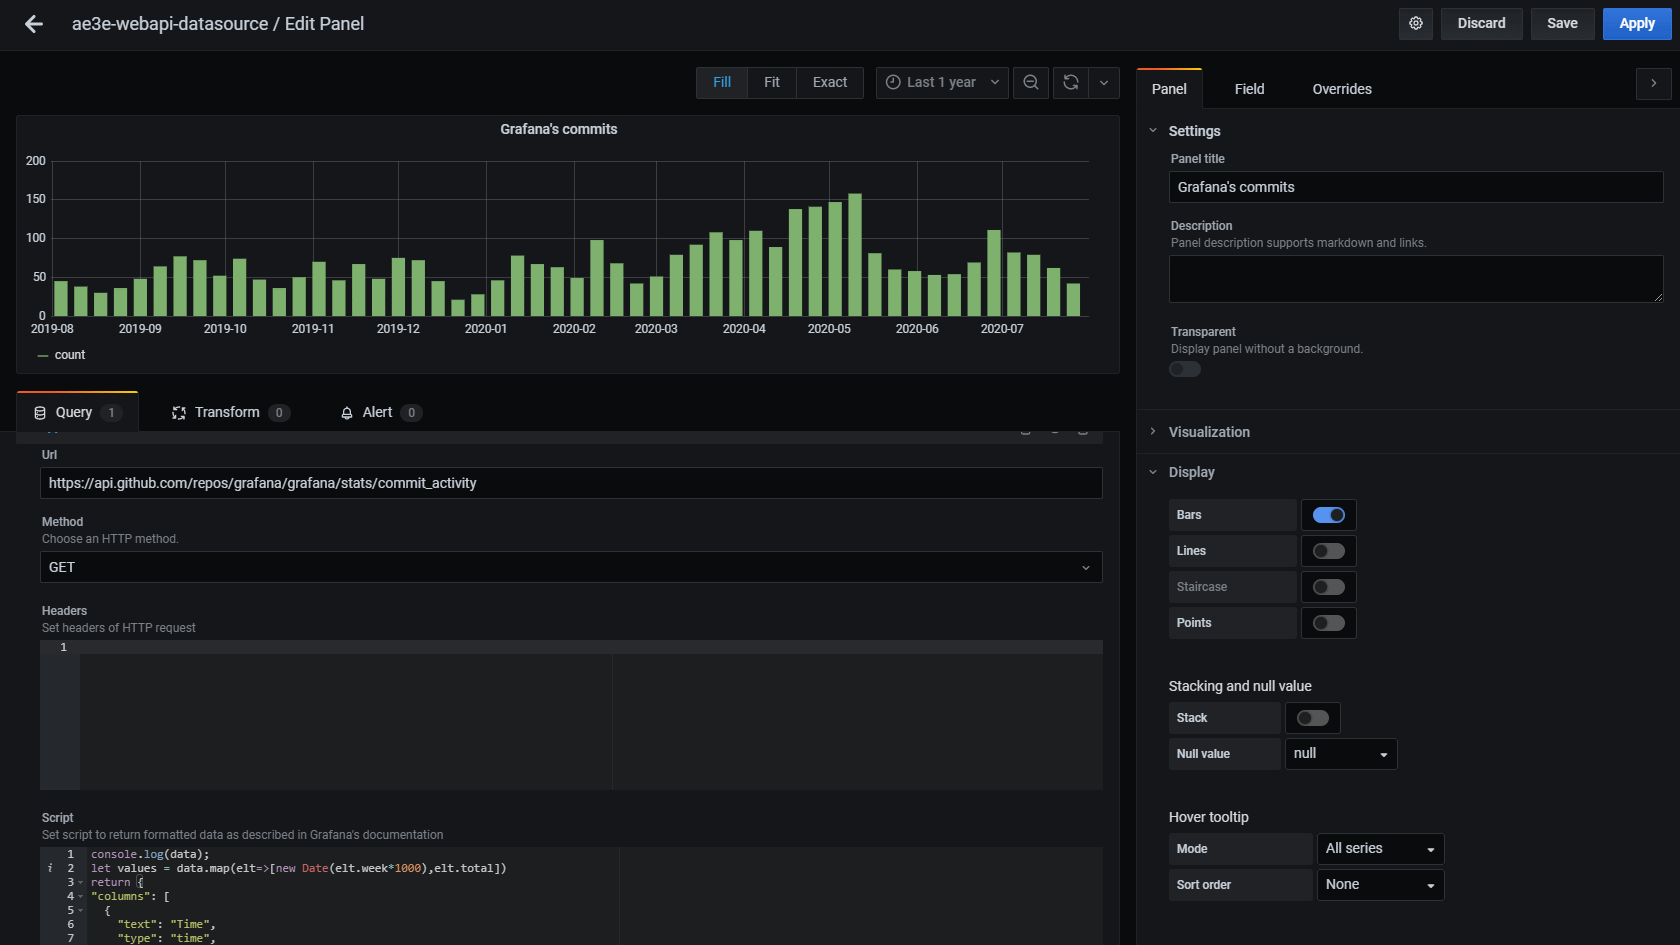 ae3e-webapi-datasource / Edit Panel
Discard
Save
Apply
Fill
Fit
Exact
Last 1 year
Panel
Field
Overrides
Grafana's commits
200
150
100
50
0
2019-08
2019-09
2019-10
2019-11
2019-12
2020-01
2020-02
2020-03
2020-04
2020-05
2020-06
2020-07
count
Query 1
Transform 0
Alert 0
Url
https://api.github.com/repos/grafana/grafana/stats/commit_activity
Method
Choose an HTTP method.
GET
Headers
Set headers of HTTP request
1
Script
Set script to return formatted data as described in Grafana's documentation
1 console.log(data);
i 2 let values = data.map(elt=>[new Date(elt.week*1000),elt.total])
3 return {
4 "columns": [
5 {
6 "text": "Time",
7 "type": "time",
Settings
Panel title
Grafana's commits
Description
Panel description supports markdown and links.
Transparent
Display panel without a background.
Visualization
Display
Bars
Lines
Staircase
Points
Stacking and null value
Stack
Null value
null
Hover tooltip
Mode
All series
Sort order
None